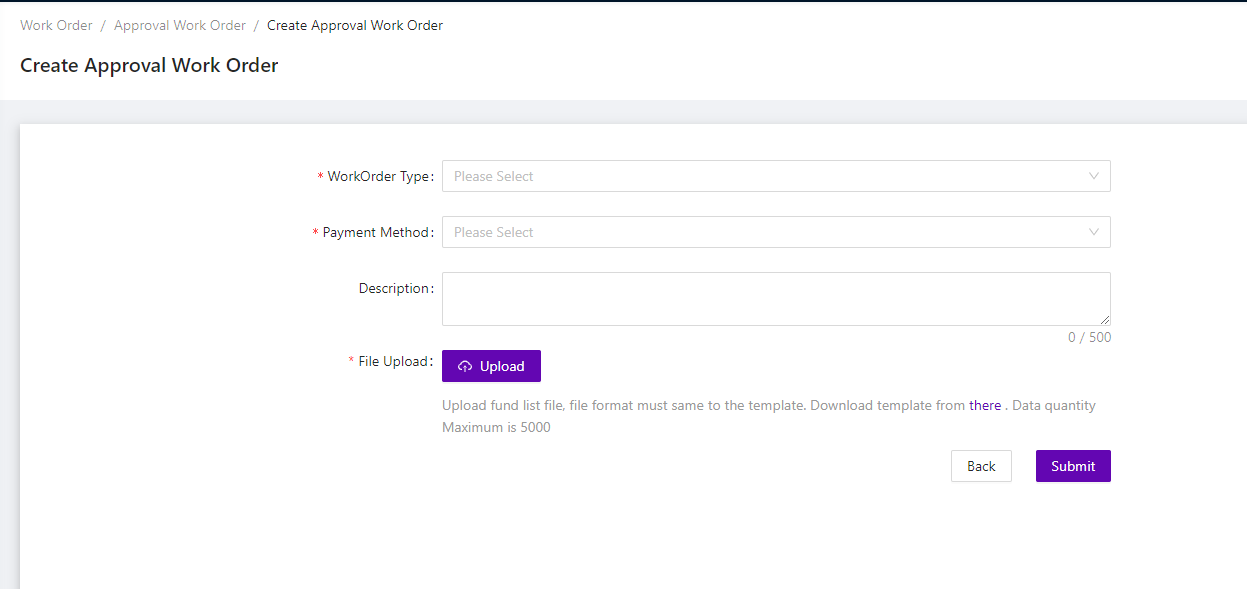 Work Order / Approval Work Order / Create Approval Work Order
Create Approval Work Order
* WorkOrder Type: Please Select
* Payment Method: Please Select
Description:
0 / 500
* File Upload: Upload
Upload fund list file, file format must same to the template. Download template from there . Data quantity
Maximum is 5000
Back Submit